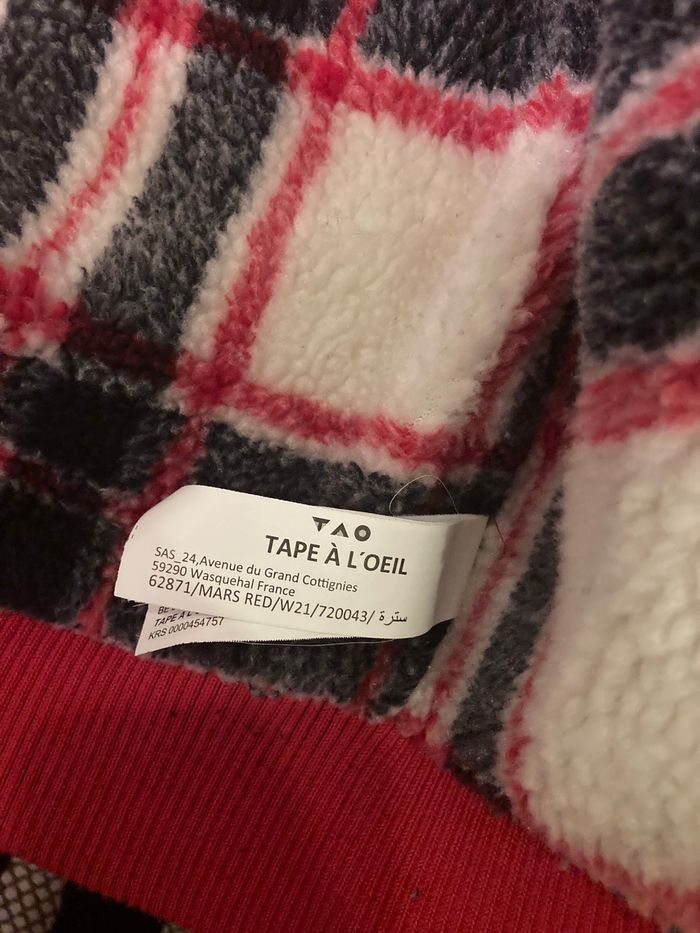 TAO
TAPE À L´OEIL
SAS_24,Avenue du Grand Cottignies
59290 Wasquehal France
62871/MARS RED/W21/720043/ سترة
TAPE A L'O
KRS 0000454757